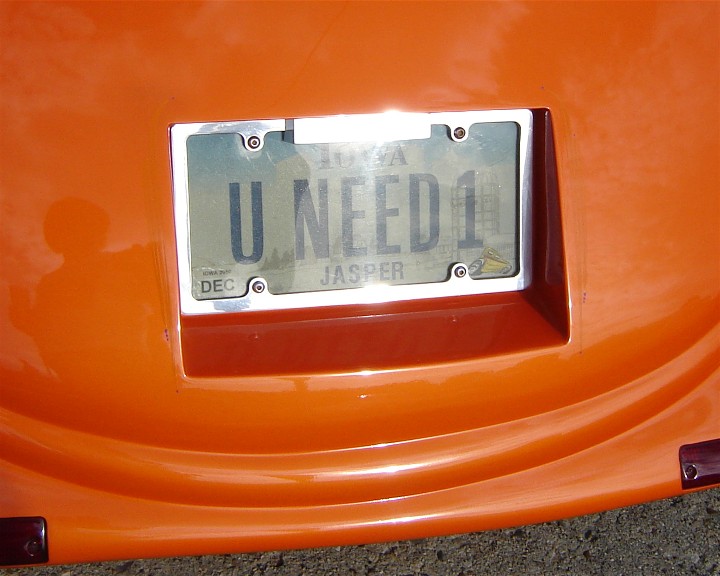 IOWA
U NEED 1
DEC
JASPER